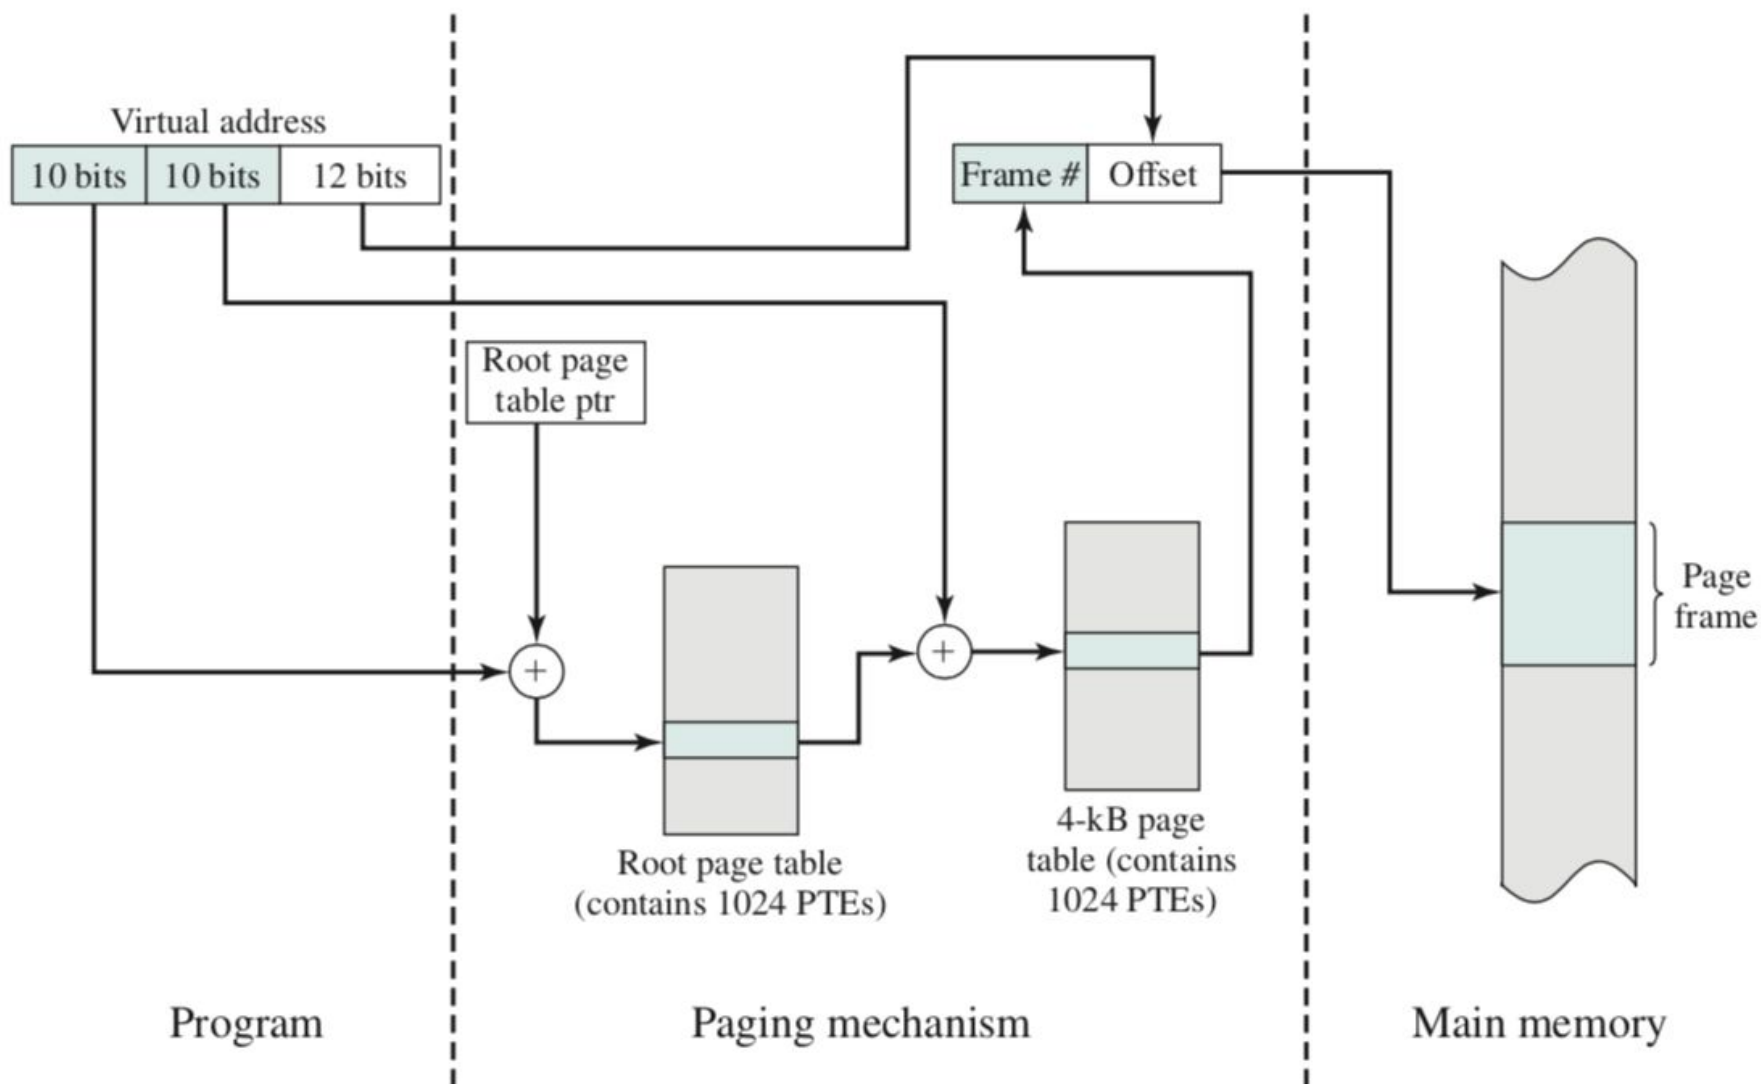 Virtual address
10 bits 10 bits 12 bits
Frame # Offset
Root page
table ptr
Page
frame
Root page table
(contains 1024 PTEs)
4-kB page
table (contains
1024 PTEs)
Program
Paging mechanism
Main memory
+
+